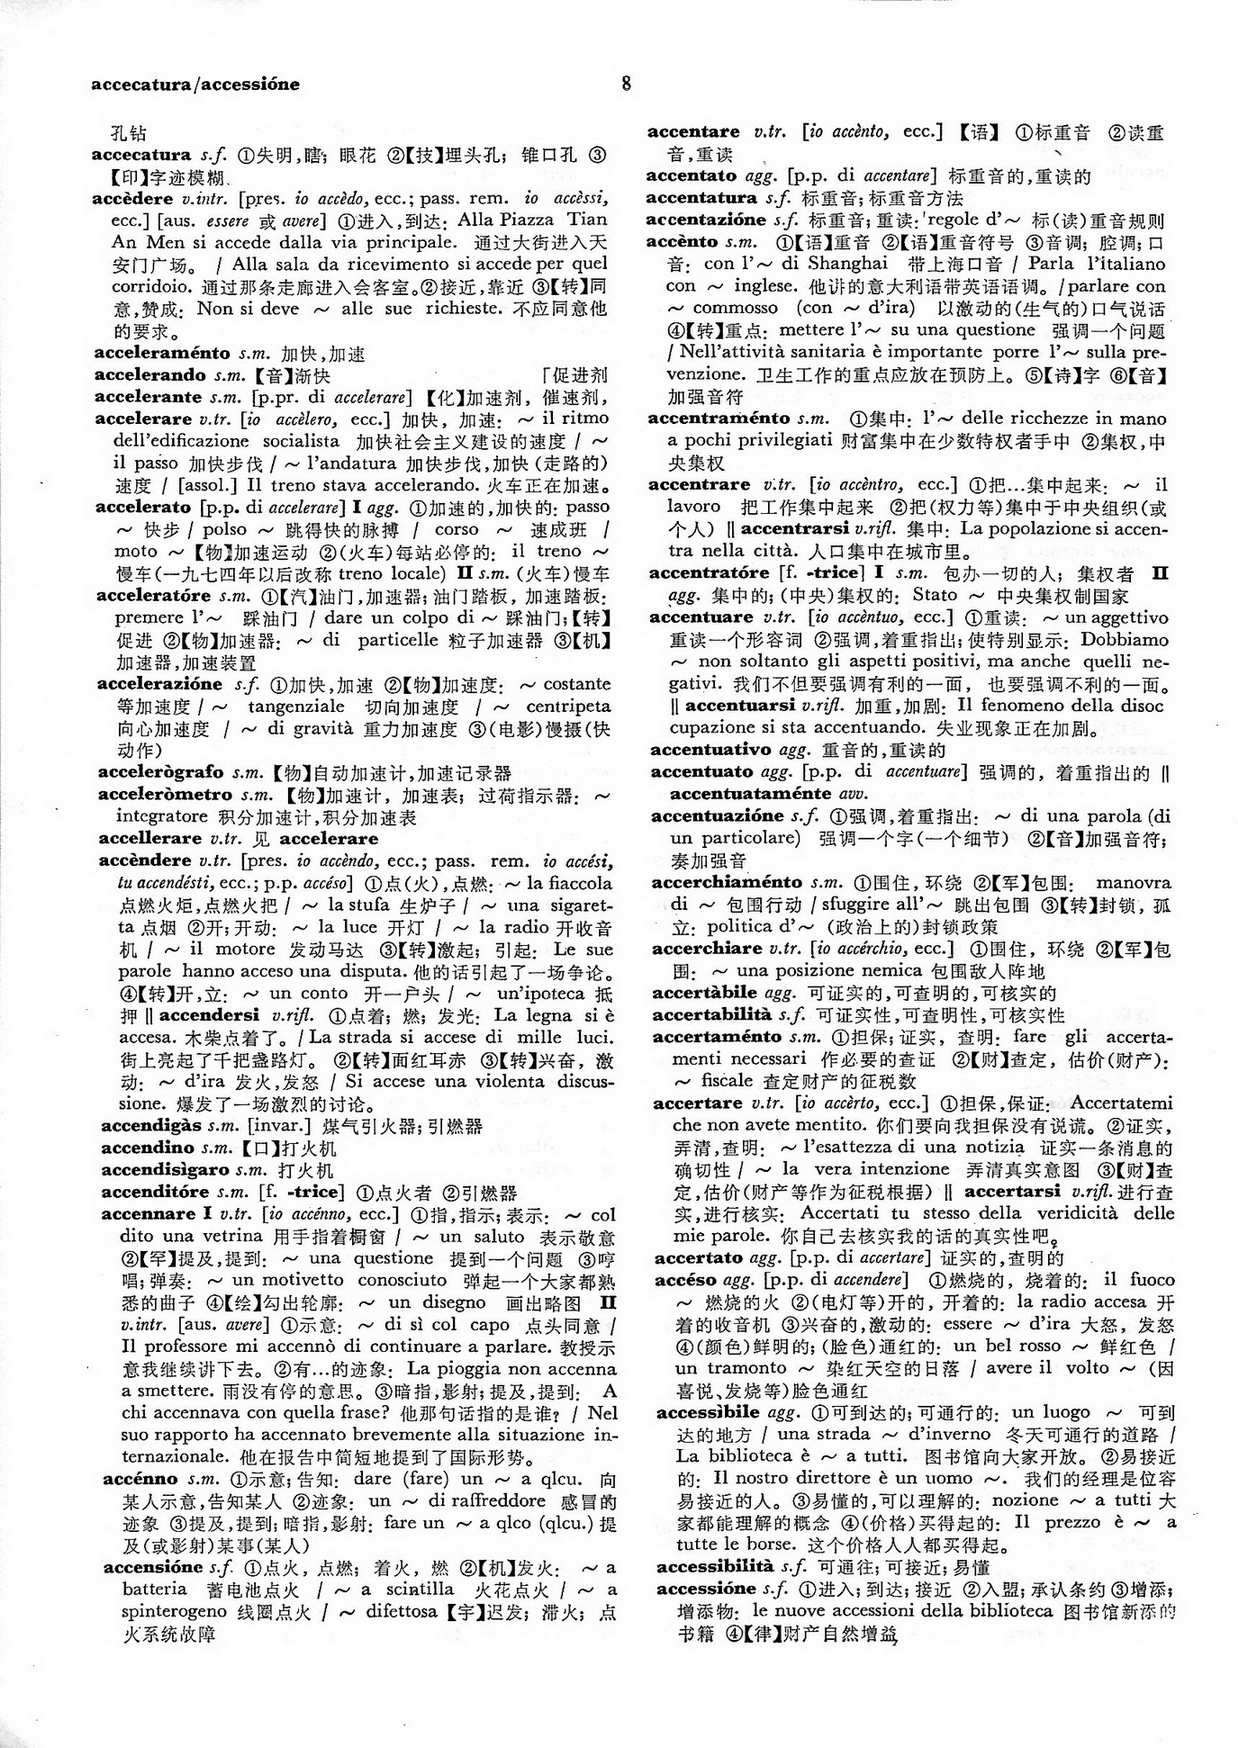 accecatura/accessióne
8
孔钻
accecatura s.f. ①失明,瞎; 眼花 ②【技】埋头孔; 锥口孔 ③
【印】字迹模糊.
accèdere v.intr. [pres. io accèdo, ecc.; pass. rem. io accèssi,
ecc.] [aus. essere 或 avere] ①进入,到达: Alla Piazza Tian
An Men si accede dalla via principale. 通过大街进入天
安门广场。 / Alla sala da ricevimento si accede per quel
corridoio. 通过那条走廊进入会客室。②接近,靠近 ③【转】同
意,赞成: Non si deve ~ alle sue richieste. 不应同意他
的要求。
acceleraménto s.m. 加快,加速
accelerando s.m.【音】渐快 「促进剂
accelerante s.m. [p.pr. di accelerare] 【化】加速剂, 催速剂,
accelerare v.tr. [io accèlero, ecc.] 加快, 加速: ~ il ritmo
dell'edificazione socialista 加快社会主义建设的速度 / ~
il passo 加快步伐 / ~ l'andatura 加快步伐,加快 (走路的)
速度 / [assol.] Il treno stava accelerando. 火车正在加速。
accelerato [p.p. di accelerare] I agg. ①加速的,加快的: passo
~ 快步 / polso ~ 跳得快的脉搏 / corso ~ 速成班 /
moto ~ 【物】加速运动 ②(火车)每站必停的: il treno ~
慢车(一九七四年以后改称 treno locale) II s.m. (火车)慢车
acceleratóre s.m. ①【汽】油门,加速器; 油门踏板, 加速踏板:
premere l'~ 踩油门 / dare un colpo di ~ 踩油门;【转】
促进 ②【物】加速器: ~ di particelle 粒子加速器 ③【机】
加速器,加速装置
accelerazióne s.f. ①加快,加速 ②【物】加速度: ~ costante
等加速度 / ~ tangenziale 切向加速度 / ~ centripeta
向心加速度 / ~ di gravità 重力加速度 ③(电影)慢摄(快
动作)
accelerògrafo s.m.【物】自动加速计,加速记录器
acceleròmetro s.m.【物】加速计, 加速表; 过荷指示器: ~
integratore 积分加速计,积分加速表
accellerare v.tr. 见 accelerare
accèndere v.tr. [pres. io accèndo, ecc.; pass. rem. io accési,
tu accendésti, ecc.; p.p. accéso] ①点(火),点燃: ~ la fiaccola
点燃火炬,点燃火把 / ~ la stufa 生炉子 / ~ una sigaret-
ta 点烟 ②开; 开动: ~ la luce 开灯 / ~ la radio 开收音
机 / ~ il motore 发动马达 ③【转】激起; 引起: Le sue
parole hanno acceso una disputa. 他的话引起了一场争论。
④【转】开,立: ~ un conto 开一户头 / ~ un'ipoteca 抵
押 ‖ accendersi v.rifl. ①点着; 燃; 发光: La legna si è
accesa. 木柴点着了。 / La strada si accese di mille luci.
街上亮起了千把盏路灯。 ②【转】面红耳赤 ③【转】兴奋, 激
动: ~ d'ira 发火,发怒 / Si accese una violenta discus-
sione. 爆发了一场激烈的讨论。
accendigàs s.m. [invar.] 煤气引火器; 引燃器
accendino s.m.【口】打火机
accendisìgaro s.m. 打火机
accenditóre s.m. [f. -trice] ①点火者 ②引燃器
accennare I v.tr. [io accénno, ecc.] ①指,指示; 表示: ~ col
dito una vetrina 用手指着橱窗 / ~ un saluto 表示敬意
②【罕】提及,提到: ~ una questione 提到一个问题 ③哼
唱; 弹奏: ~ un motivetto conosciuto 弹起一个大家都熟
悉的曲子 ④【绘】勾出轮廓: ~ un disegno 画出略图 II
v.intr. [aus. avere] ①示意: ~ di sì col capo 点头同意 /
Il professore mi accennò di continuare a parlare. 教授示
意我继续讲下去。②有…的迹象: La pioggia non accenna
a smettere. 雨没有停的意思。③暗指,影射; 提及,提到: A
chi accennava con quella frase? 他那句话指的是谁? / Nel
suo rapporto ha accennato brevemente alla situazione in-
ternazionale. 他在报告中简短地提到了国际形势。
accénno s.m. ①示意; 告知: dare (fare) un ~ a qlcu. 向
某人示意,告知某人 ②迹象: un ~ di raffreddore 感冒的
迹象 ③提及,提到; 暗指,影射: fare un ~ a qlco (qlcu.) 提
及(或影射)某事(某人)
accensióne s.f. ①点火, 点燃; 着火, 燃 ②【机】发火: ~ a
batteria 蓄电池点火 / ~ a scintilla 火花点火 / ~ a
spinterogeno 线圈点火 / ~ difettosa【宇】迟发; 滞火; 点
火系统故障
accentare v.tr. [io accènto, ecc.] 【语】 ①标重音 ②读重
音,重读
accentato agg. [p.p. di accentare] 标重音的,重读的
accentatura s.f. 标重音; 标重音方法
accentazióne s.f. 标重音; 重读: regole d'~ 标(读)重音规则
accènto s.m. ①【语】重音 ②【语】重音符号 ③音调; 腔调; 口
音: con l'~ di Shanghai 带上海口音 / Parla l'italiano
con ~ inglese. 他讲的意大利语带英语语调。/parlare con
~ commosso (con ~ d'ira) 以激动的(生气的)口气说话
④【转】重点: mettere l'~ su una questione 强调一个问题
/ Nell'attività sanitaria è importante porre l'~ sulla pre-
venzione. 卫生工作的重点应放在预防上。⑤【诗】字 ⑥【音】
加强音符
accentraménto s.m. ①集中: l'~ delle ricchezze in mano
a pochi privilegiati 财富集中在少数特权者手中 ②集权,中
央集权
accentrare v.tr. [io accèntro, ecc.] ①把…集中起来: ~ il
lavoro 把工作集中起来 ②把(权力等)集中于中央组织(或
个人) ‖ accentrarsi v.rifl. 集中: La popolazione si accen-
tra nella città. 人口集中在城市里。
accentratóre [f. -trice] I s.m. 包办一切的人; 集权者 II
agg. 集中的; (中央)集权的: Stato ~ 中央集权制国家
accentuare v.tr. [io accèntuo, ecc.] ①重读: ~ un aggettivo
重读一个形容词 ②强调,着重指出; 使特别显示: Dobbiamo
~ non soltanto gli aspetti positivi, ma anche quelli ne-
gativi. 我们不但要强调有利的一面, 也要强调不利的一面。
‖ accentuarsi v.rifl. 加重,加剧: Il fenomeno della disoc
cupazione si sta accentuando. 失业现象正在加剧。
accentuativo agg. 重音的,重读的
accentuato agg. [p.p. di accentuare] 强调的, 着重指出的 ‖
accentuataménte avv.
accentuazióne s.f. ①强调,着重指出: ~ di una parola (di
un particolare) 强调一个字(一个细节) ②【音】加强音符;
奏加强音
accerchiaménto s.m. ①围住, 环绕 ②【军】包围: manovra
di ~ 包围行动 / sfuggire all'~ 跳出包围 ③【转】封锁, 孤
立: politica d'~ (政治上的)封锁政策
accerchiare v.tr. [io accérchio, ecc.] ①围住, 环绕 ②【军】包
围: ~ una posizione nemica 包围敌人阵地
accertàbile agg. 可证实的,可查明的,可核实的
accertabilità s.f. 可证实性,可查明性,可核实性
accertaménto s.m. ①担保; 证实, 查明: fare gli accerta-
menti necessari 作必要的查证 ②【财】查定, 估价(财产):
~ fiscale 查定财产的征税数
accertare v.tr. [io accèrto, ecc.] ①担保,保证: Accertatemi
che non avete mentito. 你们要向我担保没有说谎。②证实,
弄清,查明: ~ l'esattezza di una notizia 证实一条消息的
确切性 / ~ la vera intenzione 弄清真实意图 ③【财】查
定,估价(财产等作为征税根据) ‖ accertarsi v.rifl. 进行查
实,进行核实: Accertati tu stesso della veridicità delle
mie parole. 你自己去核实我的话的真实性吧。
accertato agg. [p.p. di accertare] 证实的,查明的
accéso agg. [p.p. di accendere] ①燃烧的, 烧着的: il fuoco
~ 燃烧的火 ②(电灯等)开的, 开着的: la radio accesa 开
着的收音机 ③兴奋的,激动的: essere ~ d'ira 大怒, 发怒
④(颜色)鲜明的; (脸色)通红的: un bel rosso ~ 鲜红色 /
un tramonto ~ 染红天空的日落 / avere il volto ~ (因
喜悦、发烧等)脸色通红
accessìbile agg. ①可到达的; 可通行的: un luogo ~ 可到
达的地方 / una strada ~ d'inverno 冬天可通行的道路 /
La biblioteca è ~ a tutti. 图书馆向大家开放。 ②易接近
的: Il nostro direttore è un uomo ~. 我们的经理是位容
易接近的人。③易懂的,可以理解的: nozione ~ a tutti 大
家都能理解的概念 ④(价格)买得起的: Il prezzo è ~ a
tutte le borse. 这个价格人人都买得起。
accessibilità s.f. 可通往; 可接近; 易懂
accessióne s.f. ①进入; 到达; 接近 ②入盟; 承认条约 ③增添;
增添物: le nuove accessioni della biblioteca 图书馆新添的
书籍 ④【律】财产自然增益